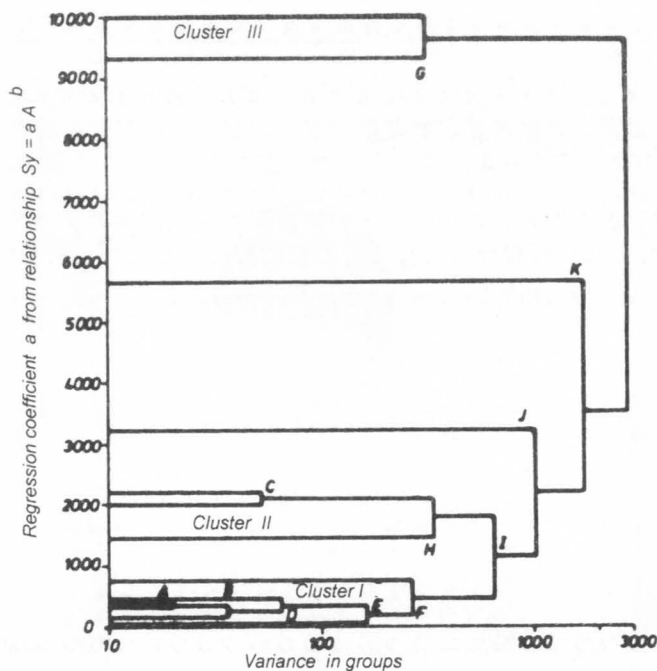 10000
Cluster III
9000
G
8000
7000
6000
K
5000
4000
J
3000
C
2000
Cluster II
H
I
1000
A
B
Cluster I
D
E
F
0
10
100
1000
3000
Variance in groups
Regression coefficient a from relationship Sy = a A^b